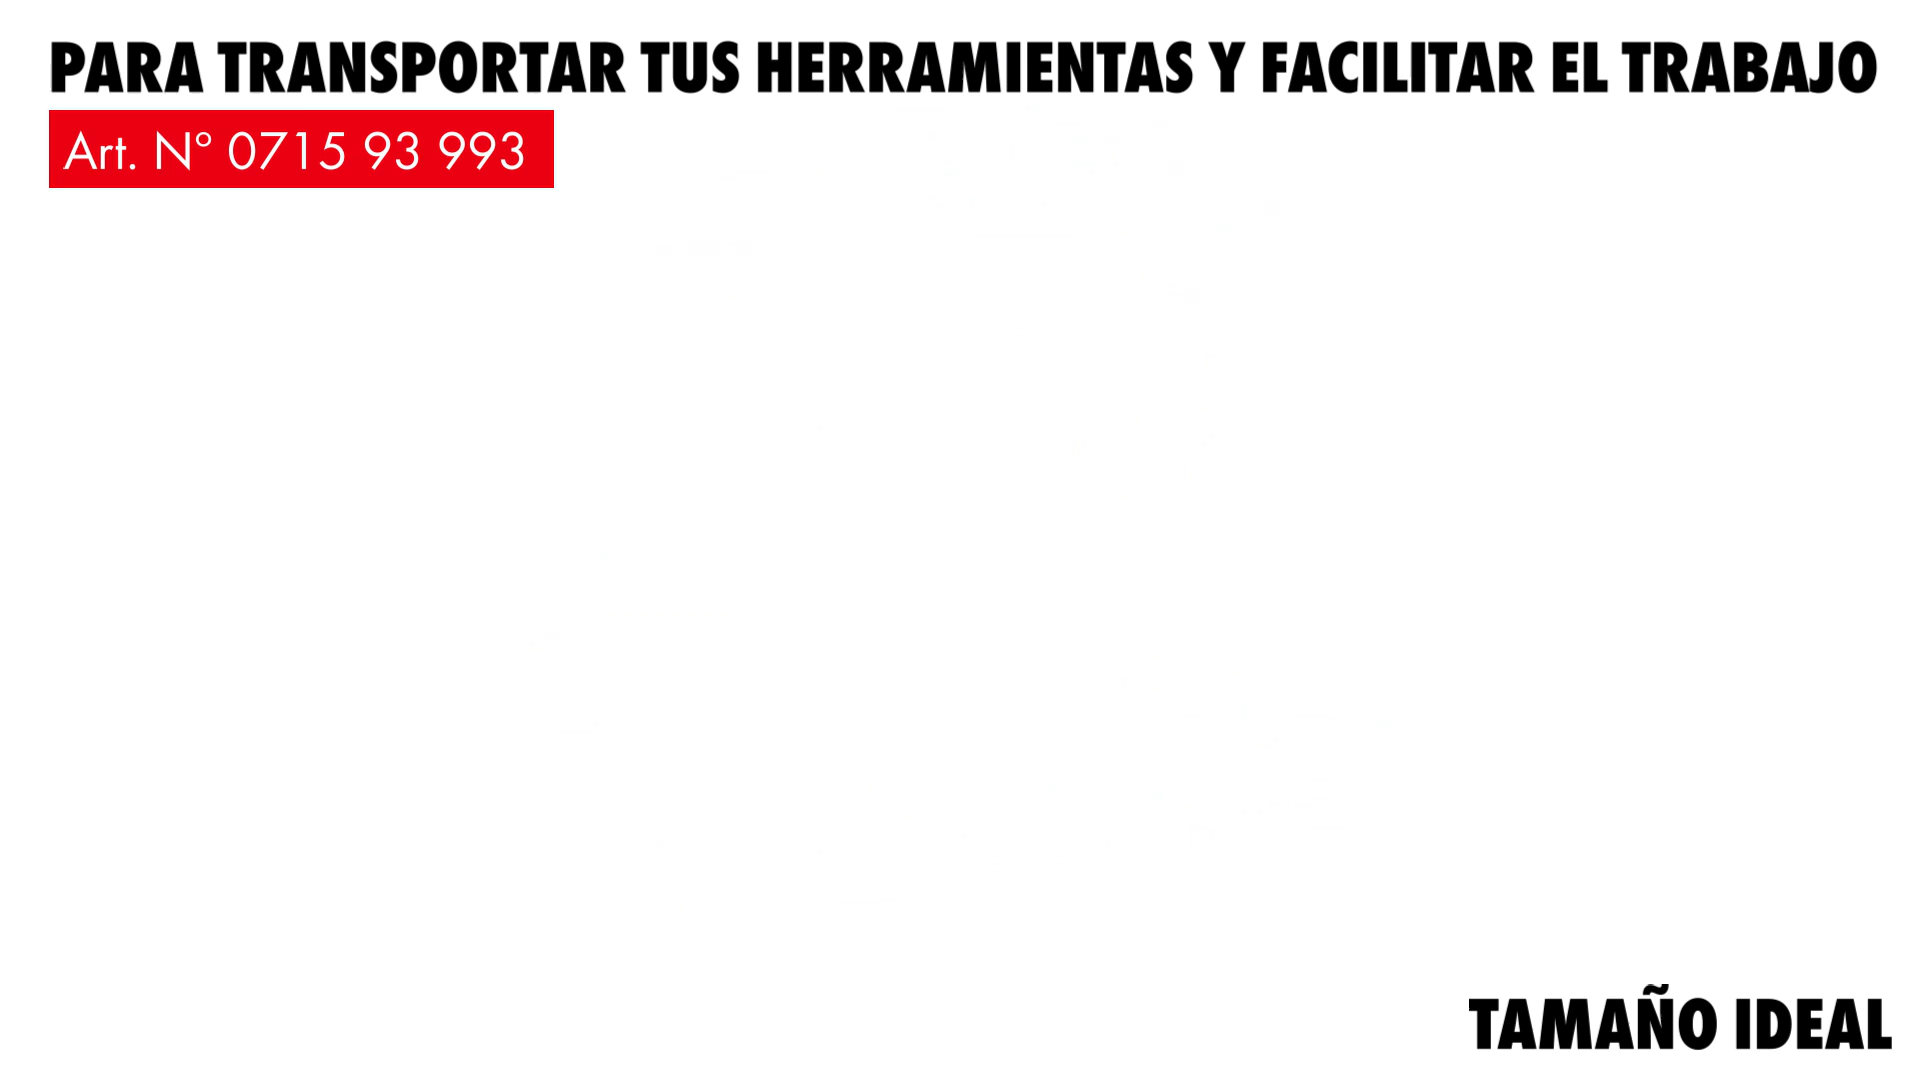 PARA TRANSPORTAR TUS HERRAMIENTAS Y FACILITAR EL TRABAJO
Art. N° 0715 93 993
TAMAÑO IDEAL